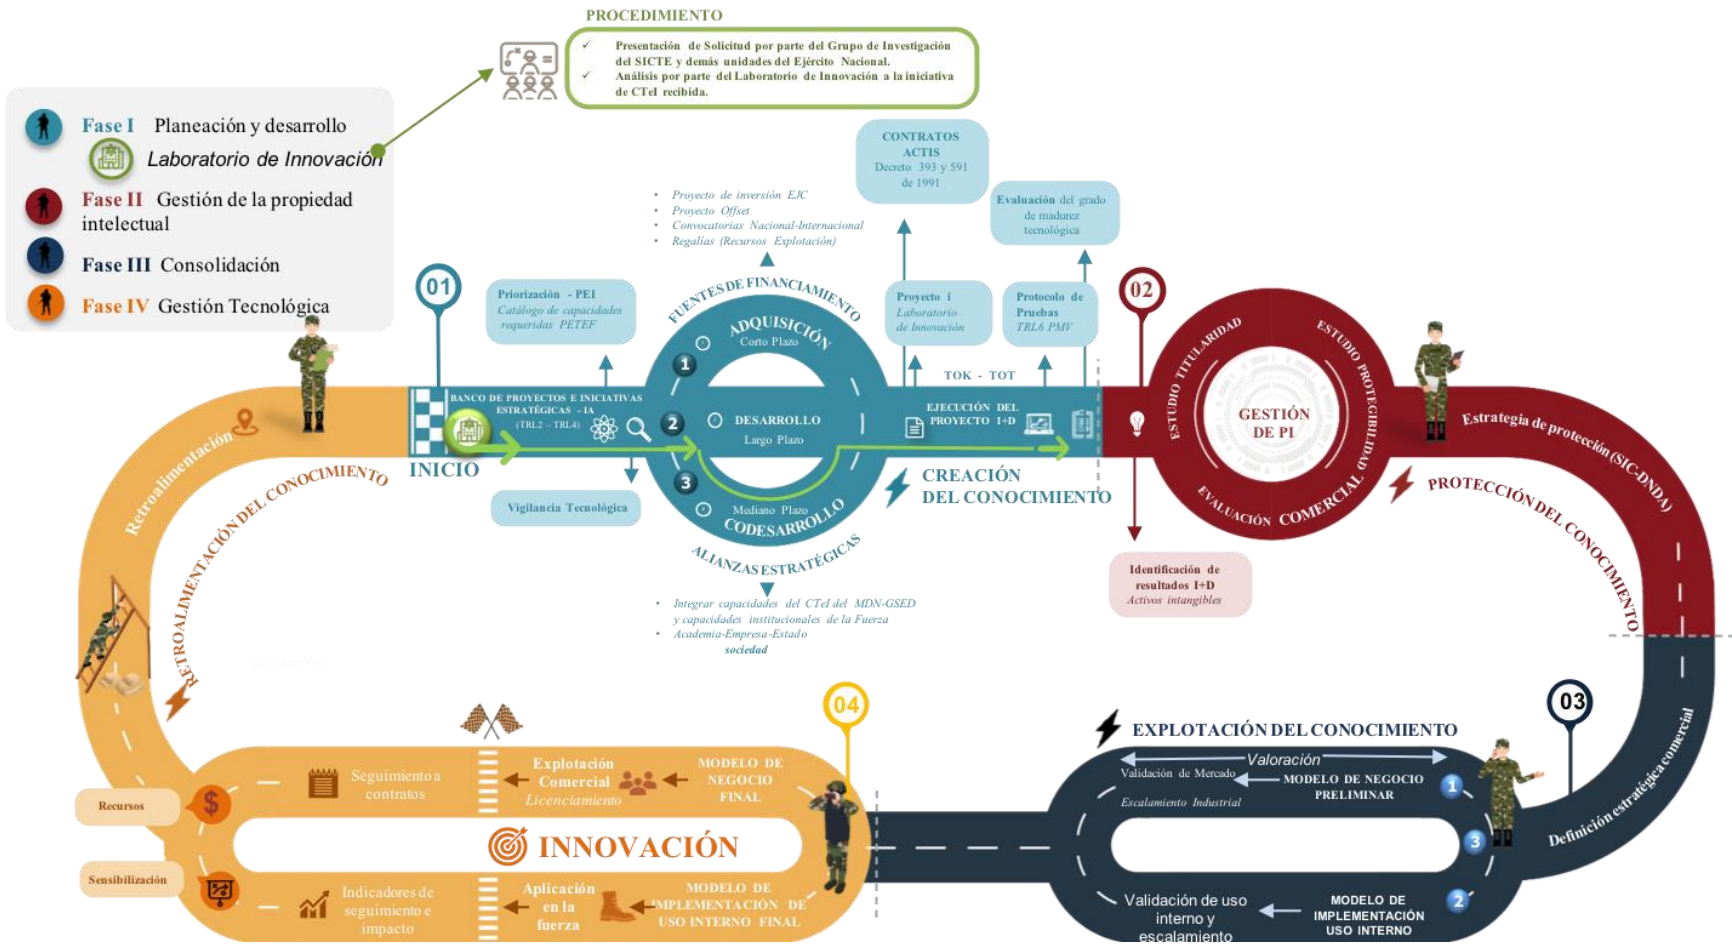 PROCEDIMIENTO
✓ Presentación de Solicitud por parte del Grupo de Investigación
del SICTE y demás unidades del Ejército Nacional.
✓ Análisis por parte del Laboratorio de Innovación a la iniciativa
de CTeI recibida.
Fase I Planeación y desarrollo
Laboratorio de Innovación
Fase II Gestión de la propiedad
intelectual
Fase III Consolidación
Fase IV Gestión Tecnológica
CONTRATOS
ACTIS
Decreto 393 y 591
de 1991
Evaluación del grado
de madurez
tecnológica
• Proyecto de inversión EJC
• Proyecto Offset
• Convocatorias Nacional-Internacional
• Regalías (Recursos Explotación)
01
Priorización - PEI
Catálogo de capacidades
requeridas PETEF
FUENTES DE FINANCIAMIENTO
ADQUISICIÓN
Corto Plazo
1
Proyecto i
Laboratorio
de Innovación
Protocolo de
Pruebas
TRL6 PMV
02
TOK - TOT
BANCO DE PROYECTOS E INICIATIVAS
ESTRATÉGICAS - IA
(TRL2 – TRL4)
2
DESARROLLO
Largo Plazo
EJECUCIÓN DEL
PROYECTO I+D
ESTUDIO TITULARIDAD
ESTUDIO PROTEGIBILIDAD
EVALUACIÓN COMERCIAL
GESTIÓN
DE PI
Estrategia de protección (SIC-DNDA)
INICIO
3
Mediano Plazo
CODESARROLLO
CREACIÓN
DEL CONOCIMIENTO
PROTECCIÓN DEL CONOCIMIENTO
Vigilancia Tecnológica
ALIANZAS ESTRATÉGICAS
• Integrar capacidades del CTeI del MDN-GSED
y capacidades institucionales de la Fuerza
• Academia-Empresa-Estado
sociedad
Identificación de
resultados I+D
Activos intangibles
Retroalimentación
RETROALIMENTACIÓN DEL CONOCIMIENTO
03
Definición estratégica comercial
EXPLOTACIÓN DEL CONOCIMIENTO
Valoración
Validación de Mercado
MODELO DE NEGOCIO
PRELIMINAR
1
Escalamiento Industrial
3
Validación de uso
interno y
escalamiento
MODELO DE
IMPLEMENTACIÓN
USO INTERNO
2
04
MODELO DE
NEGOCIO
FINAL
Explotación
Comercial
Licenciamiento
Seguimiento a
contratos
Recursos
$
INNOVACIÓN
Sensibilización
Indicadores de
seguimiento e
impacto
Aplicación
en la
fuerza
MODELO DE
IMPLEMENTACIÓN DE
USO INTERNO FINAL